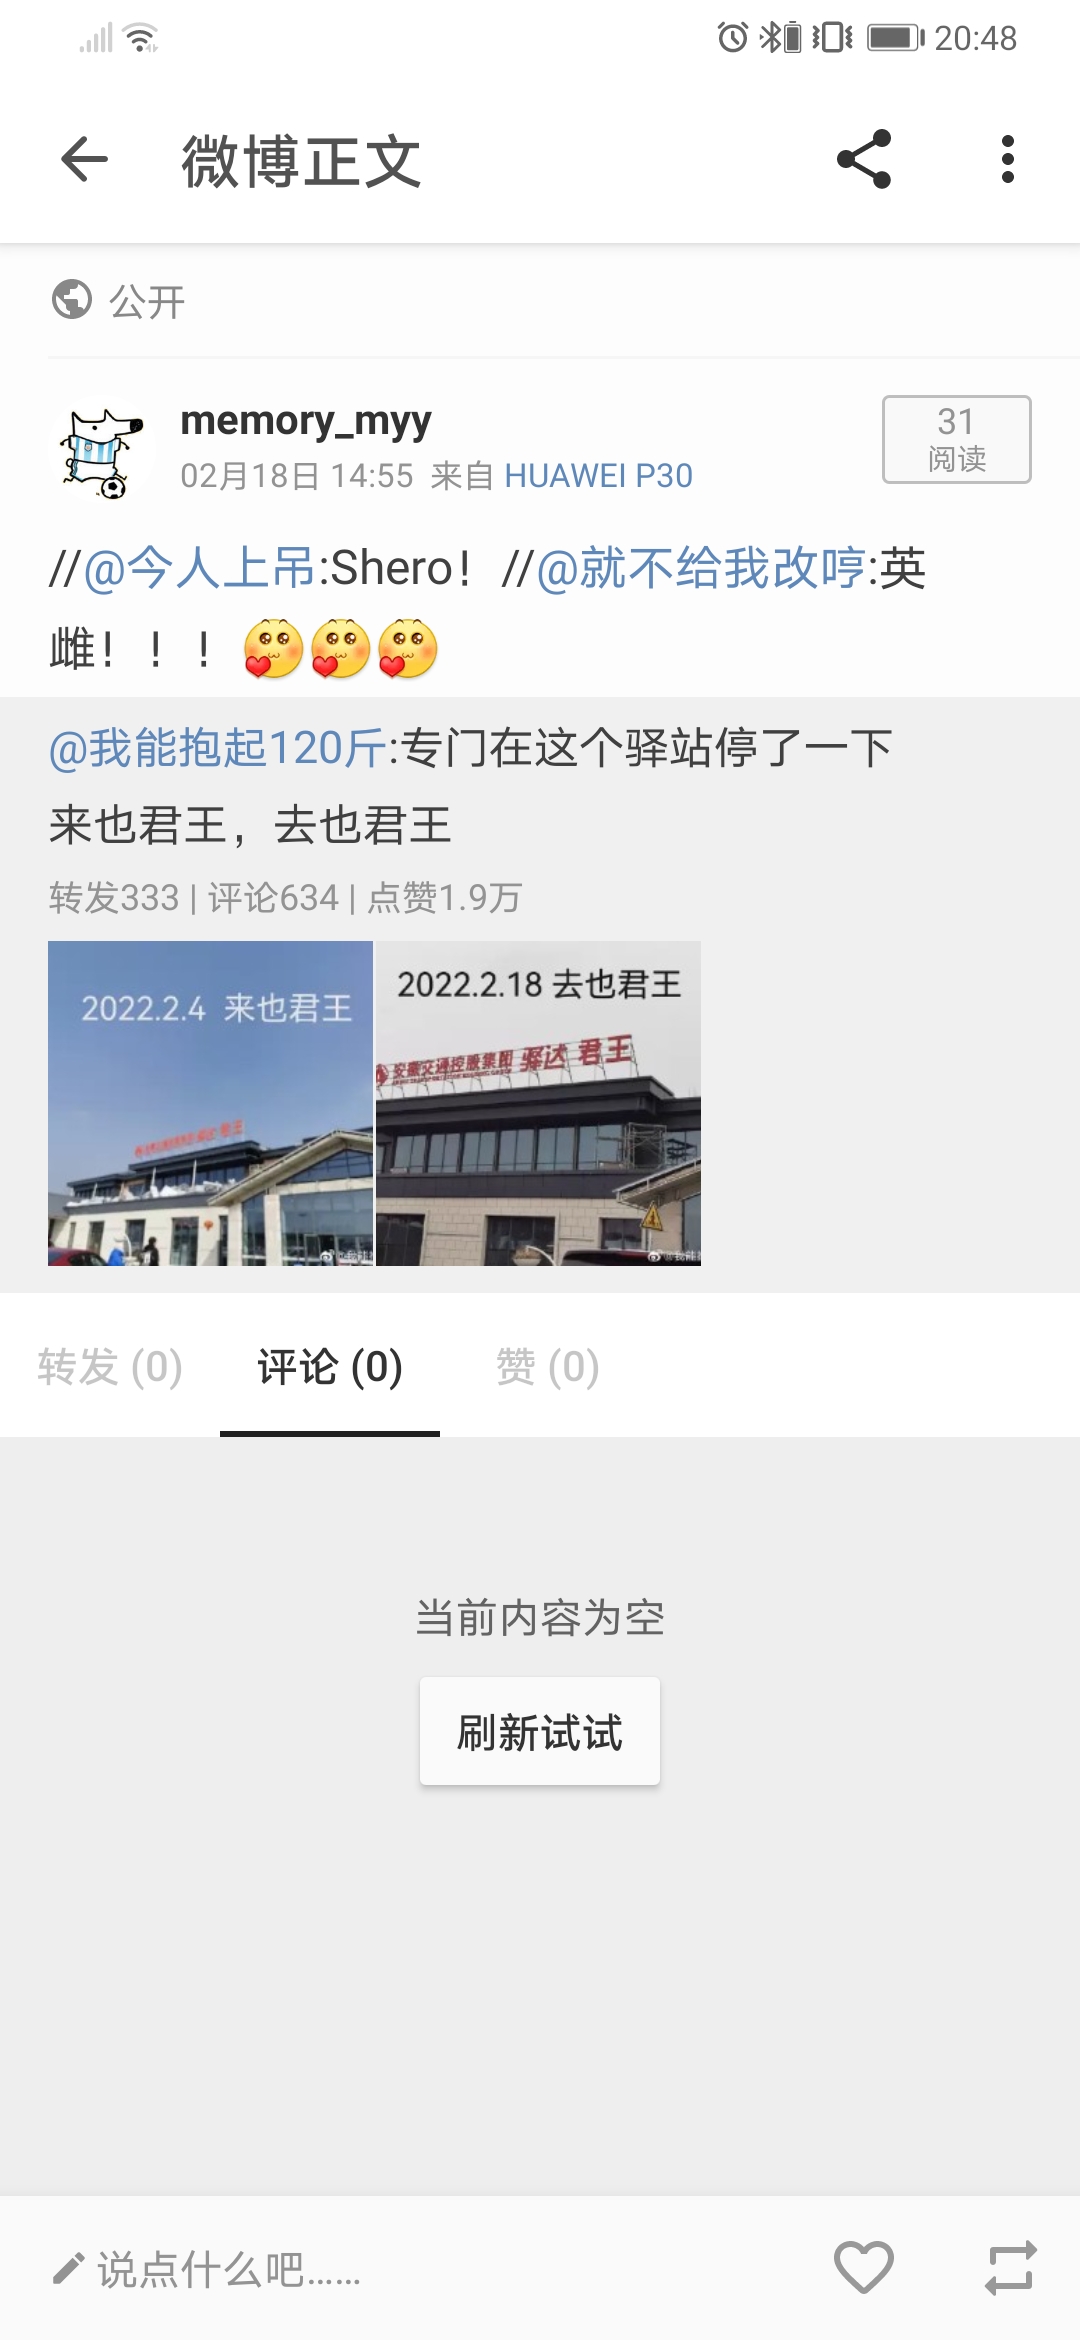 20:48
微博正文
公开
memory_myy
31
阅读
02月18日 14:55 来自 HUAWEI P30
//@今人上吊:Shero！ //@就不给我改哼:英
雌！！！
@我能抱起120斤:专门在这个驿站停了一下
来也君王，去也君王
转发333 | 评论634 | 点赞1.9万
2022.2.4 来也君王
2022.2.18 去也君王
安徽交通控股集团 驿达 君王
转发 (0)
评论 (0)
赞 (0)
当前内容为空
刷新试试
说点什么吧......